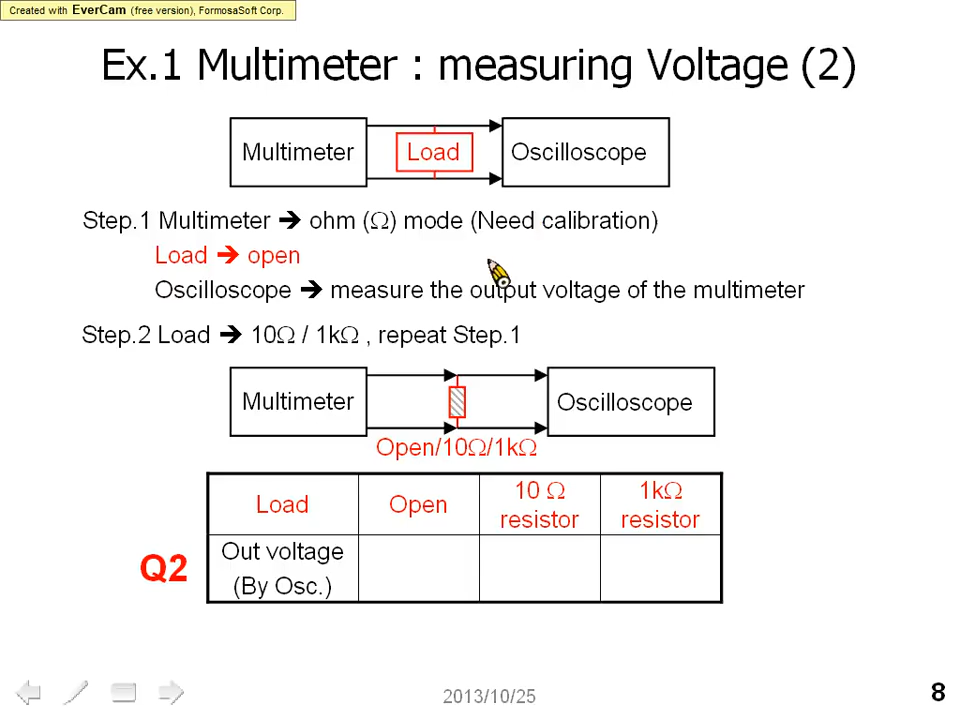 Created with EverCam (free version), FormosaSoft Corp.
Ex.1 Multimeter : measuring Voltage (2)
Multimeter
Load
Oscilloscope
Step.1 Multimeter ➔ ohm (Ω) mode (Need calibration)
Load ➔ open
Oscilloscope ➔ measure the output voltage of the multimeter
Step.2 Load ➔ 10Ω / 1kΩ , repeat Step.1
Multimeter
Oscilloscope
Open/10Ω/1kΩ
Load
Open
10 Ω
resistor
1kΩ
resistor
Q2
Out voltage
(By Osc.)
2013/10/25
8